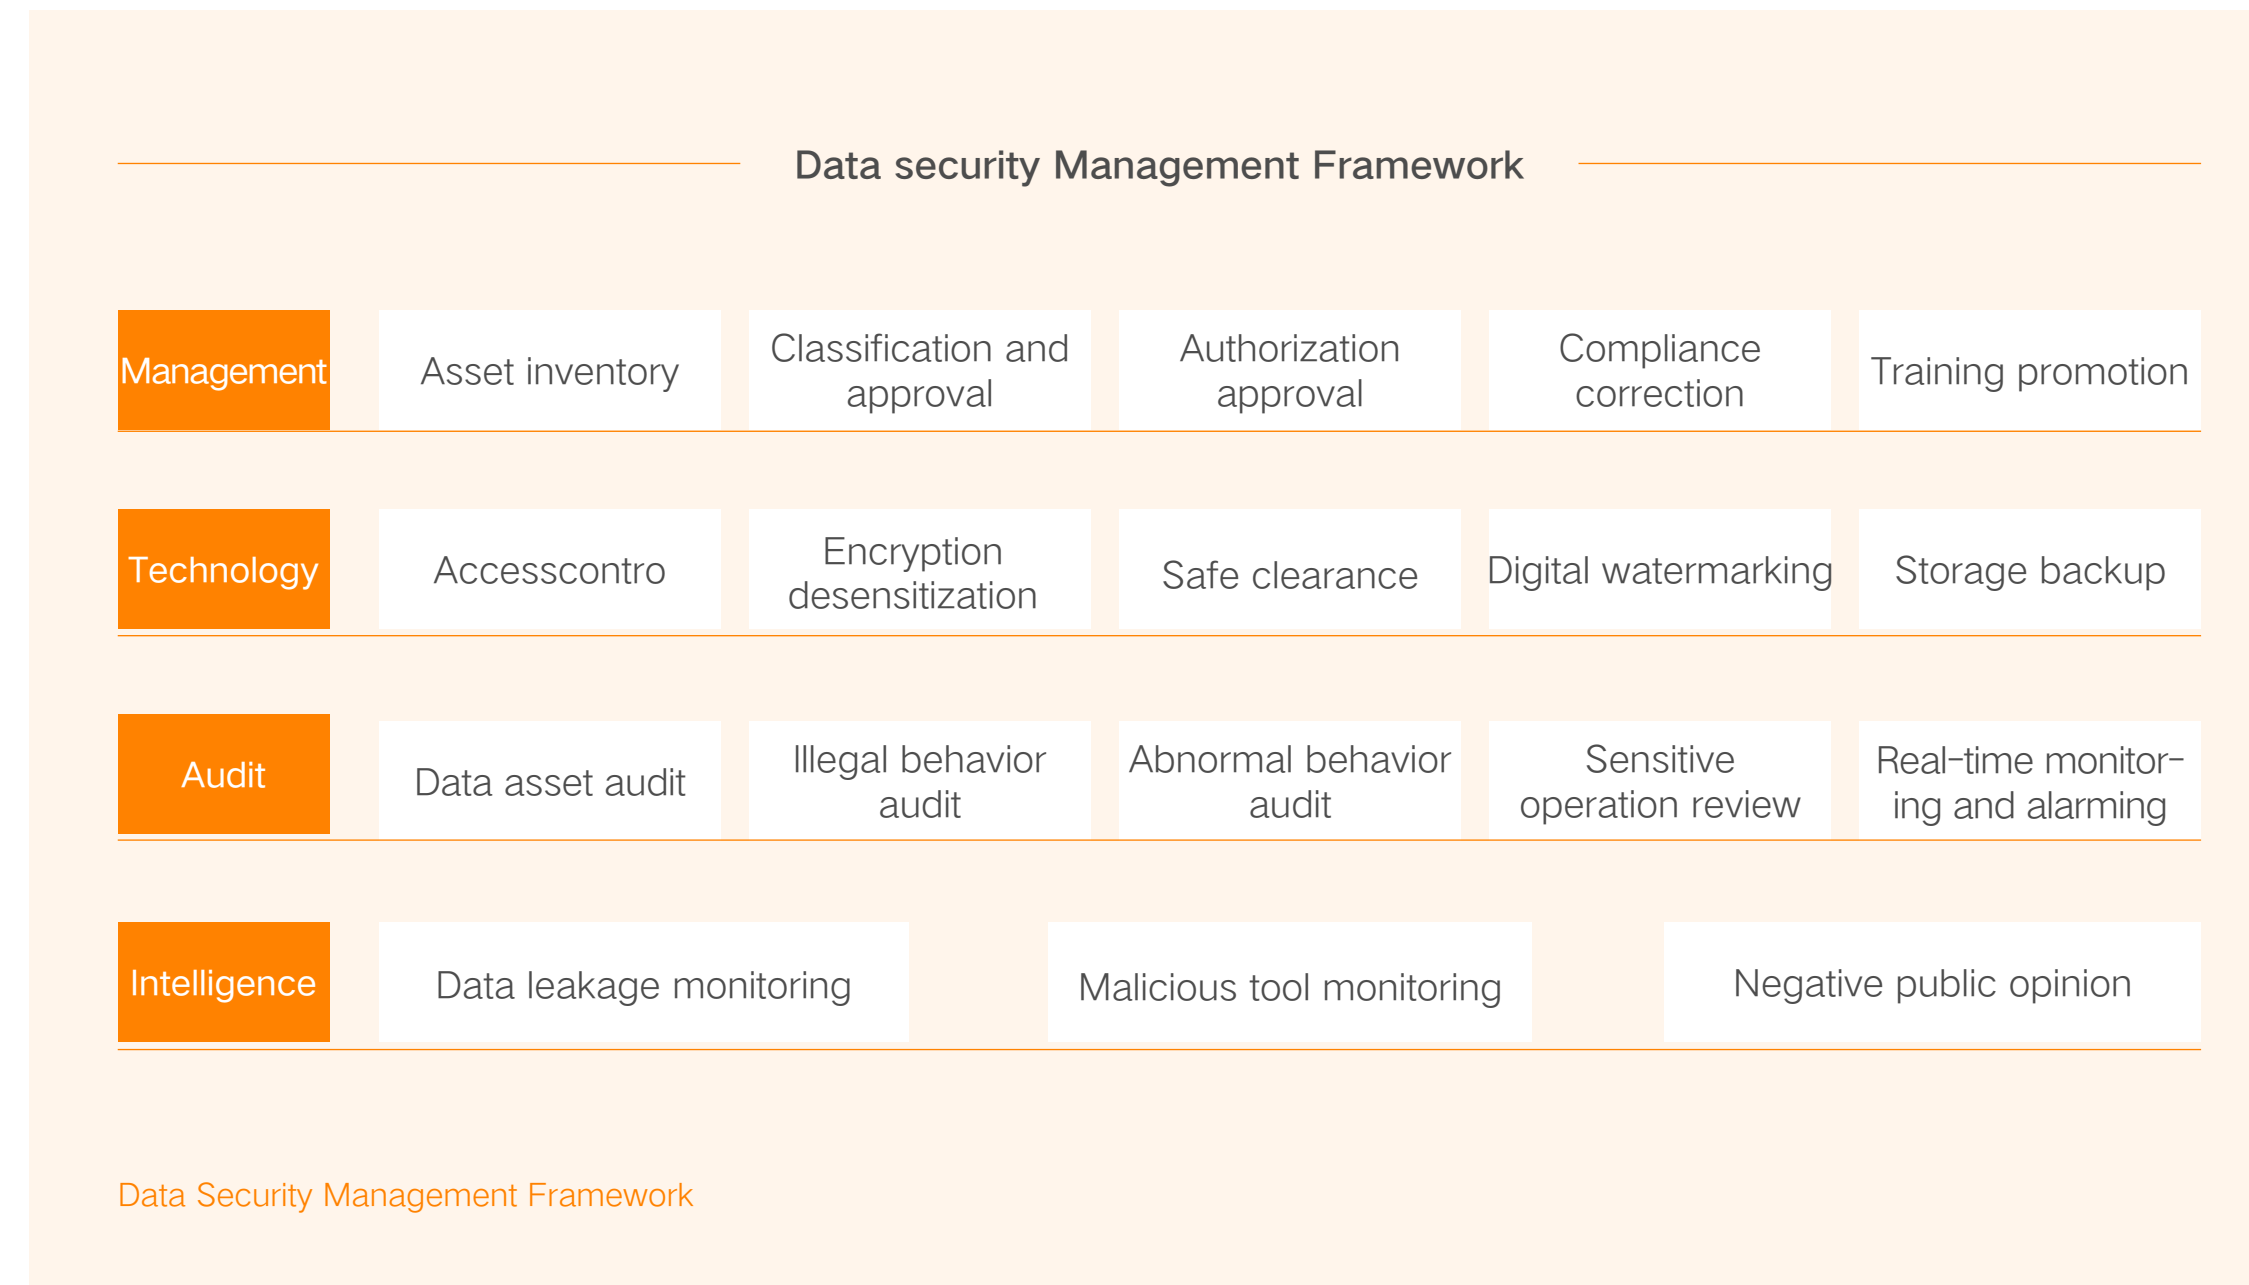 Data security Management Framework
Management
Asset inventory
Classification and
approval
Authorization
approval
Compliance
correction
Training promotion
Technology
Accesscontro
Encryption
desensitization
Safe clearance
Digital watermarking
Storage backup
Audit
Data asset audit
Illegal behavior
audit
Abnormal behavior
audit
Sensitive
operation review
Real-time monitor-
ing and alarming
Intelligence
Data leakage monitoring
Malicious tool monitoring
Negative public opinion
Data Security Management Framework